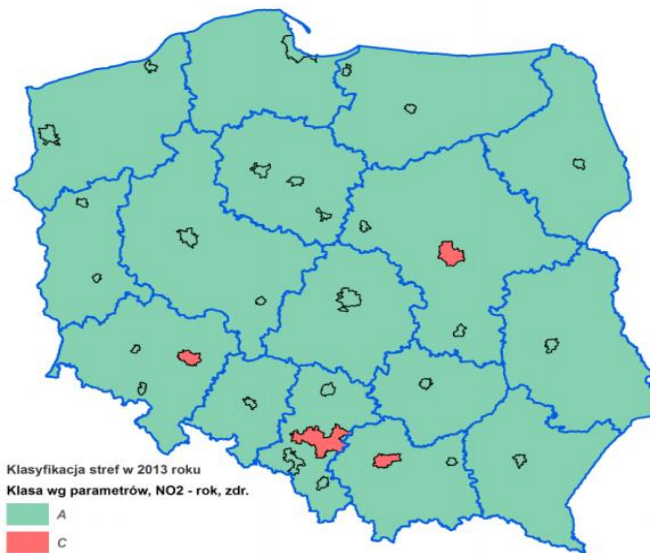 Klasyfikacja stref w 2013 roku
Klasa wg parametrów, NO2 - rok, zdr.
A
C